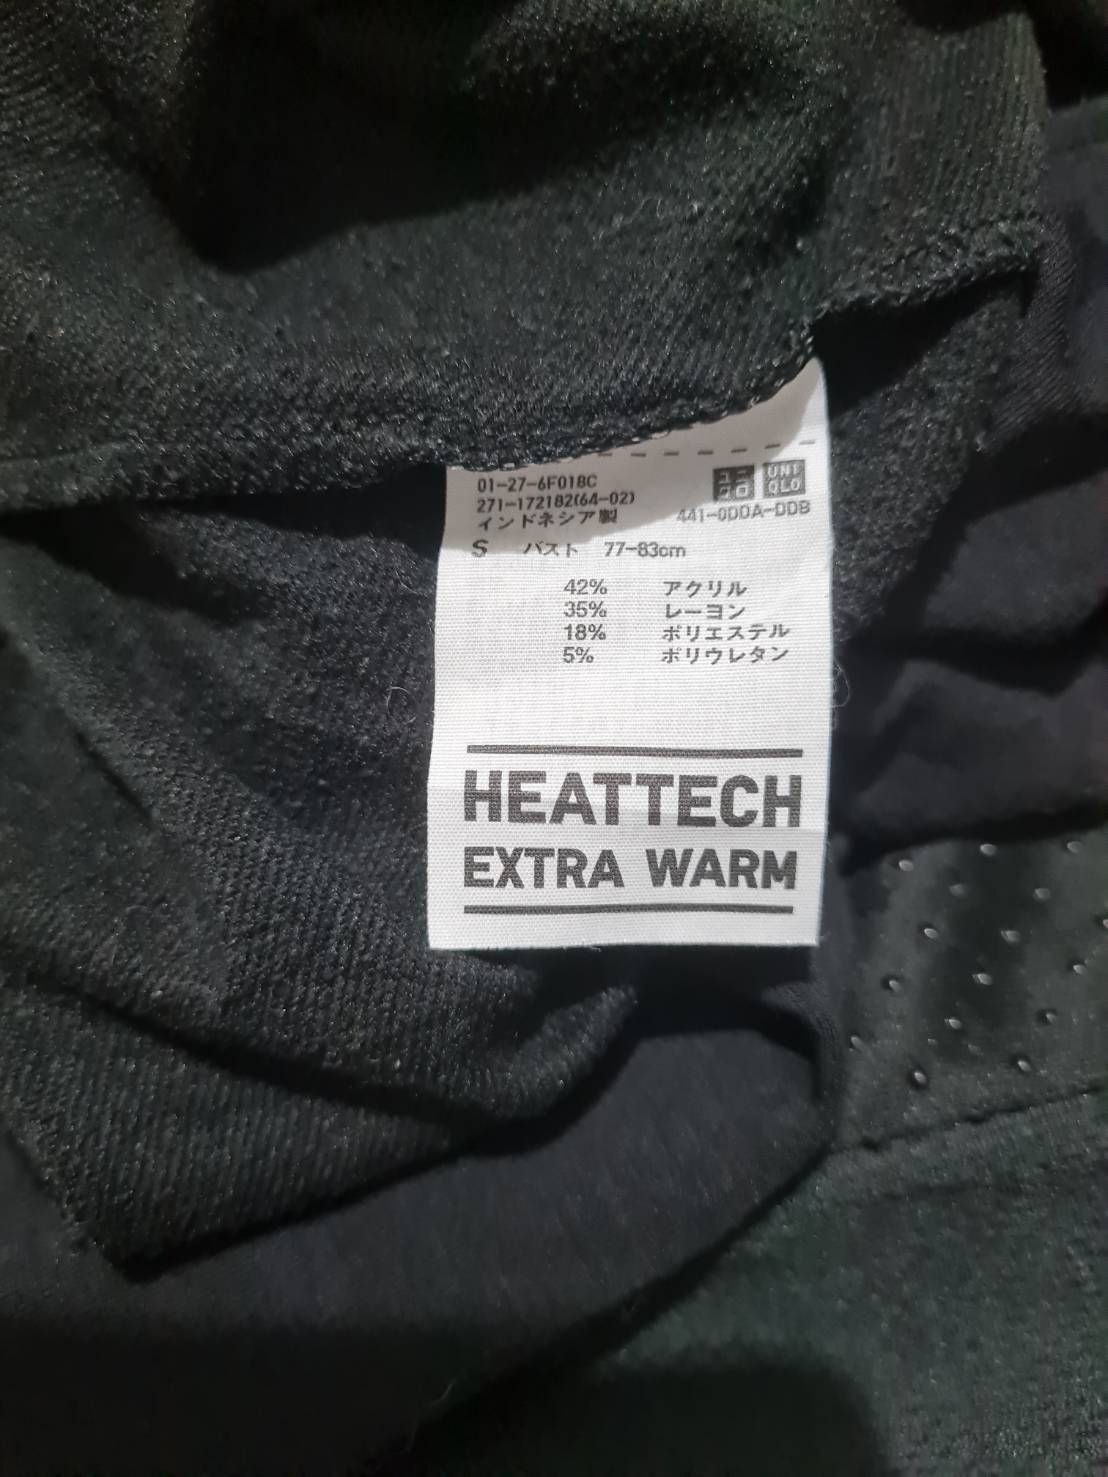 01-27-6F018C
271-172182(64-02)
インドネシア製
ユニ
クロ
UNI
QLO
441-0DDA-DDB
S バスト 77-83cm
42% アクリル
35% レーヨン
18% ポリエステル
5% ポリウレタン
HEATTECH
EXTRA WARM